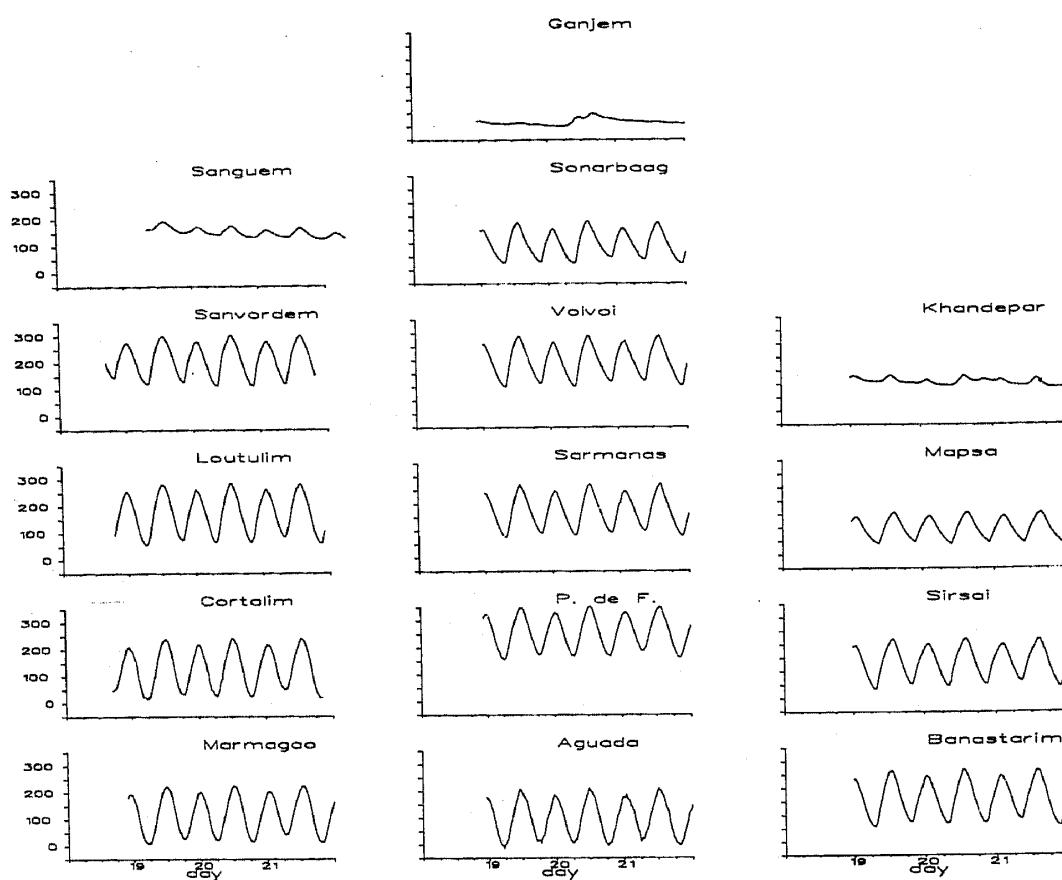 Ganjem
Sanguem
Sonarbaag
300
200
100
0
Sanvordem
Volvoi
Khandepar
300
200
100
0
Loutulim
Sarmanas
Mapsa
300
200
100
0
Cortalim
P. de F.
Sirsai
300
200
100
0
Marmagao
Aguada
Banastarim
300
200
100
0
19 20 21
day
19 20 21
day
19 20 21
day